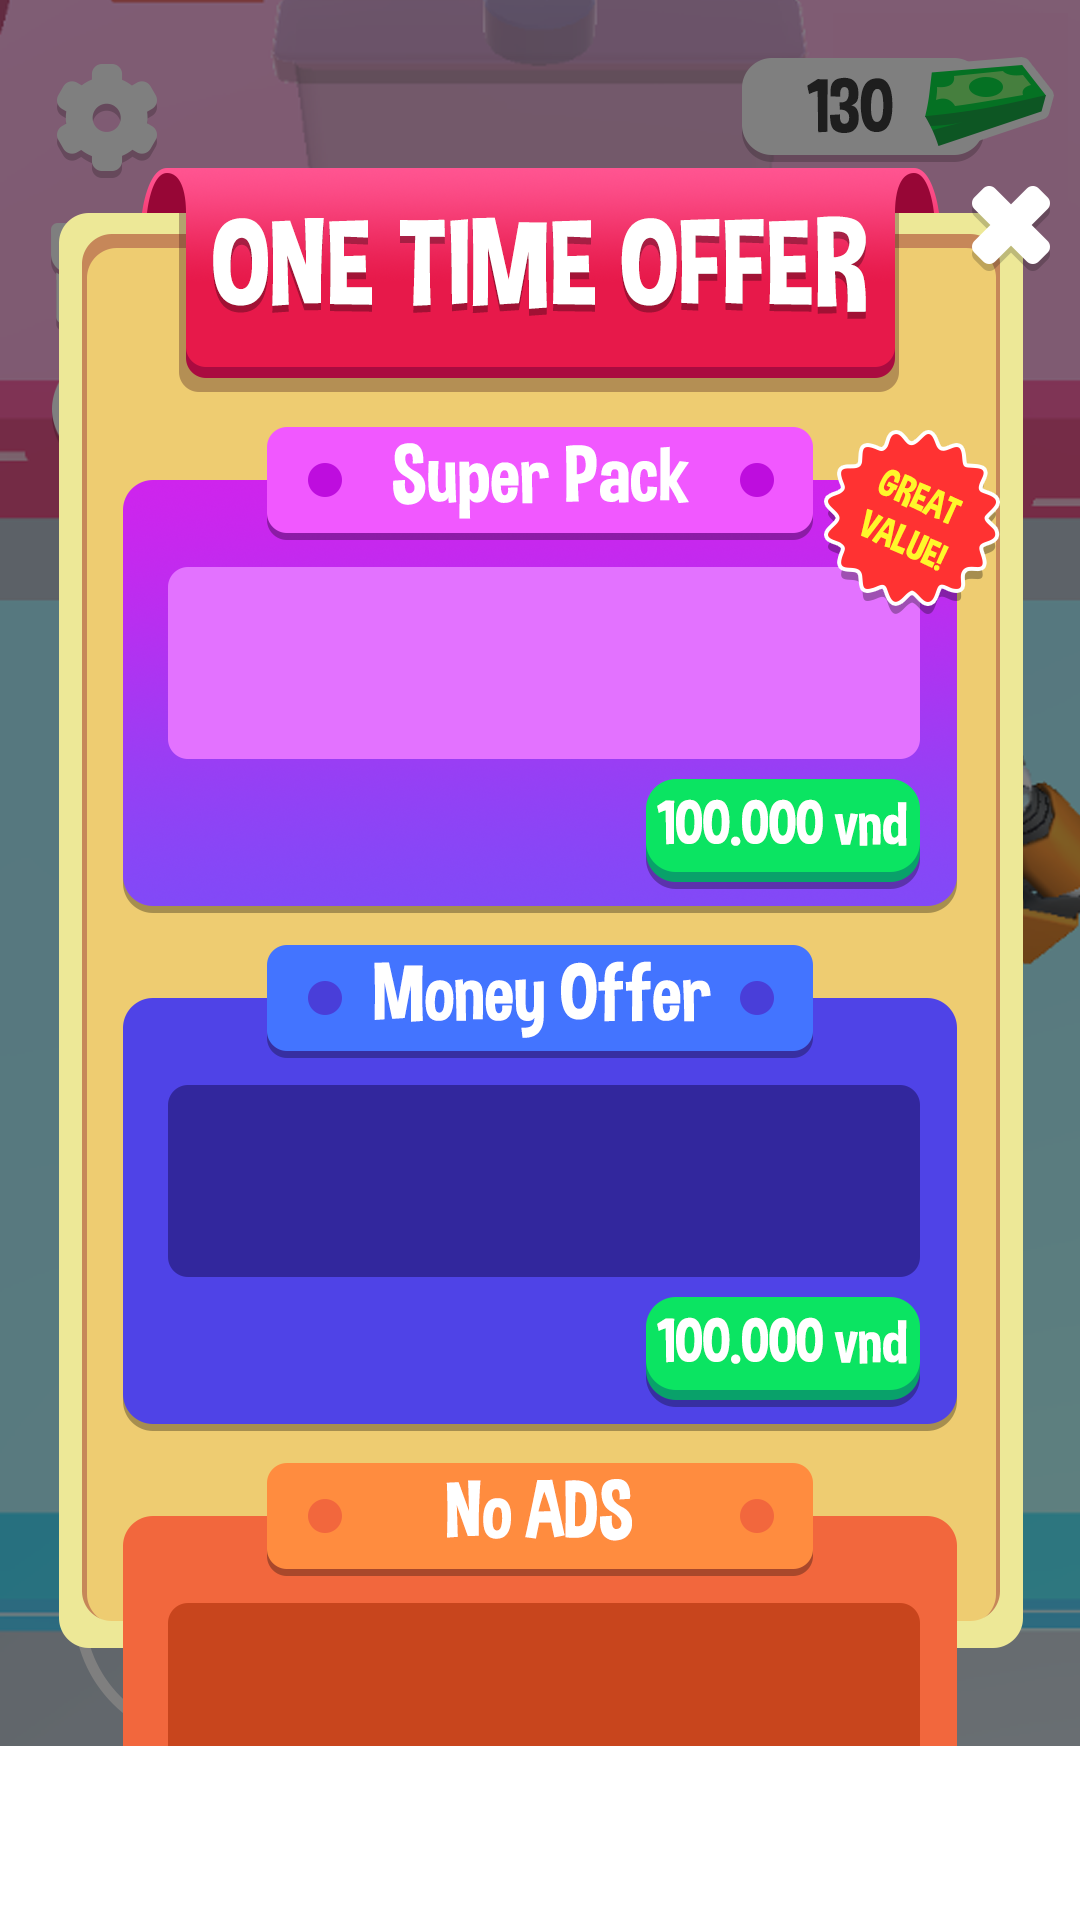 130
ONE TIME OFFER
Super Pack
GREAT
VALUE!
100.000 vnd
Money Offer
100.000 vnd
No ADS